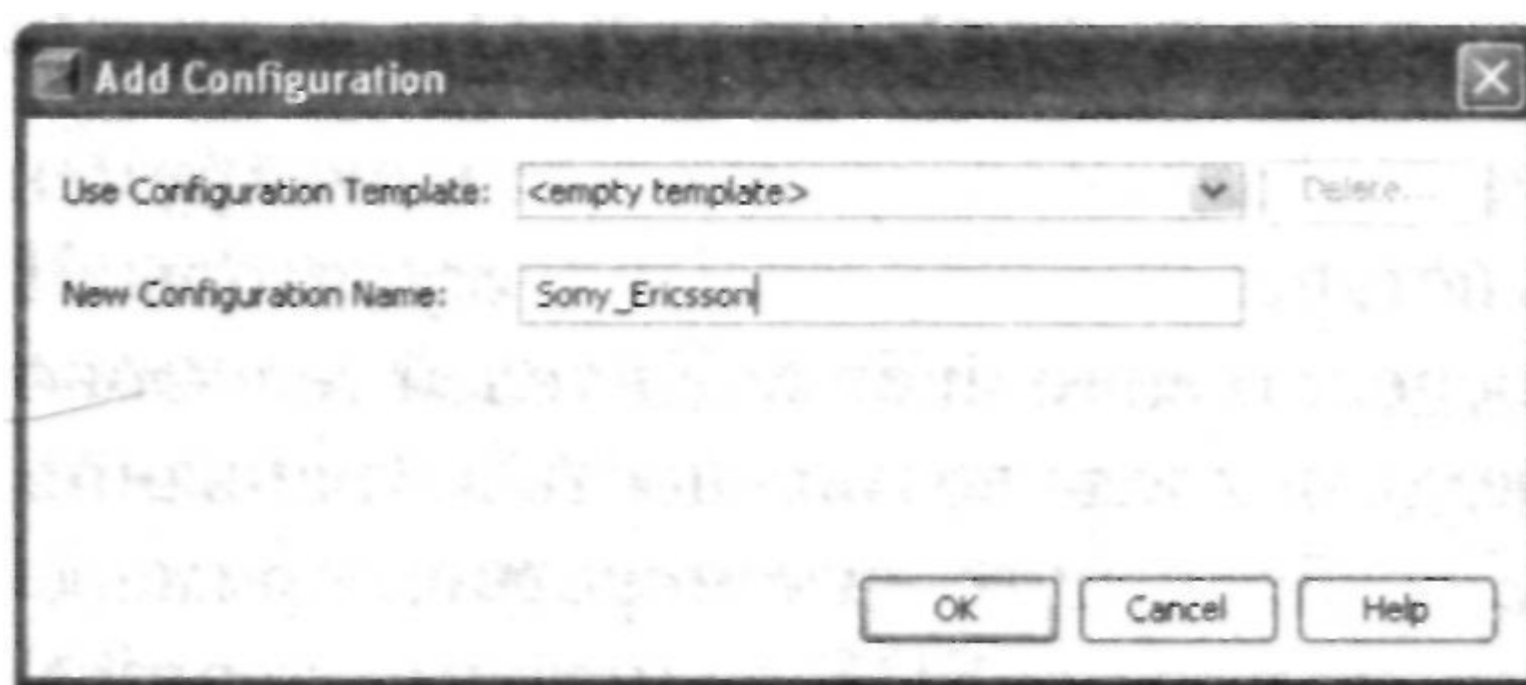 Add Configuration
Use Configuration Template: <empty template> Delete...
New Configuration Name: Sony_Ericsson
OK Cancel Help